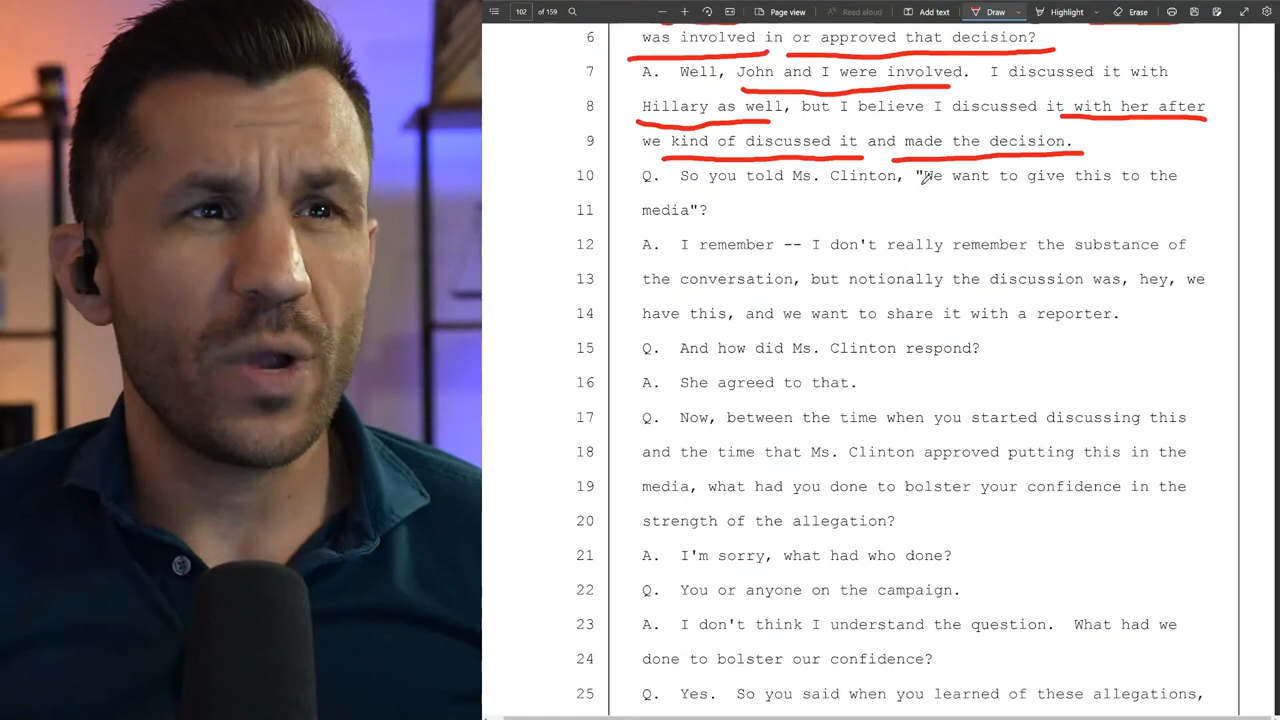 102 of 159 Page view Read aloud Add text Draw Highlight Erase
6 was involved in or approved that decision?
7 A. Well, John and I were involved. I discussed it with
8 Hillary as well, but I believe I discussed it with her after
9 we kind of discussed it and made the decision.
10 Q. So you told Ms. Clinton, "We want to give this to the
11 media"?
12 A. I remember -- I don't really remember the substance of
13 the conversation, but notionally the discussion was, hey, we
14 have this, and we want to share it with a reporter.
15 Q. And how did Ms. Clinton respond?
16 A. She agreed to that.
17 Q. Now, between the time when you started discussing this
18 and the time that Ms. Clinton approved putting this in the
19 media, what had you done to bolster your confidence in the
20 strength of the allegation?
21 A. I'm sorry, what had who done?
22 Q. You or anyone on the campaign.
23 A. I don't think I understand the question. What had we
24 done to bolster our confidence?
25 Q. Yes. So you said when you learned of these allegations,